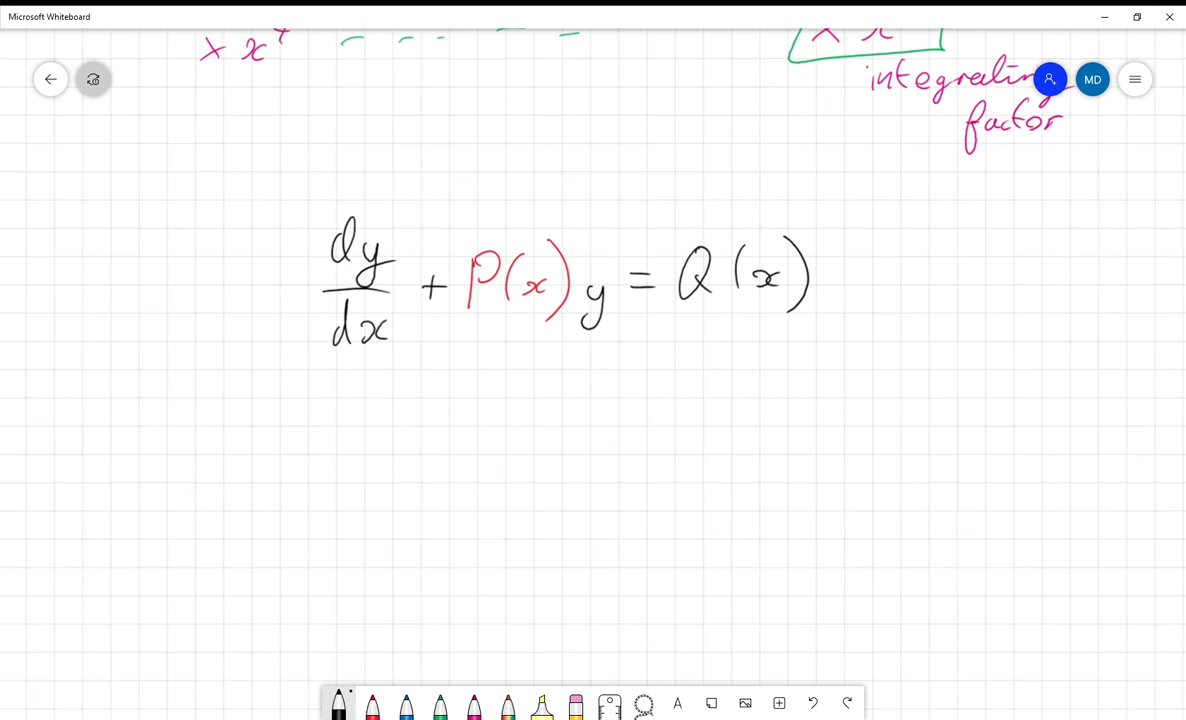 Microsoft Whiteboard
× x
integrating
factor
MD
dy/dx + P(x) y = Q(x)
A